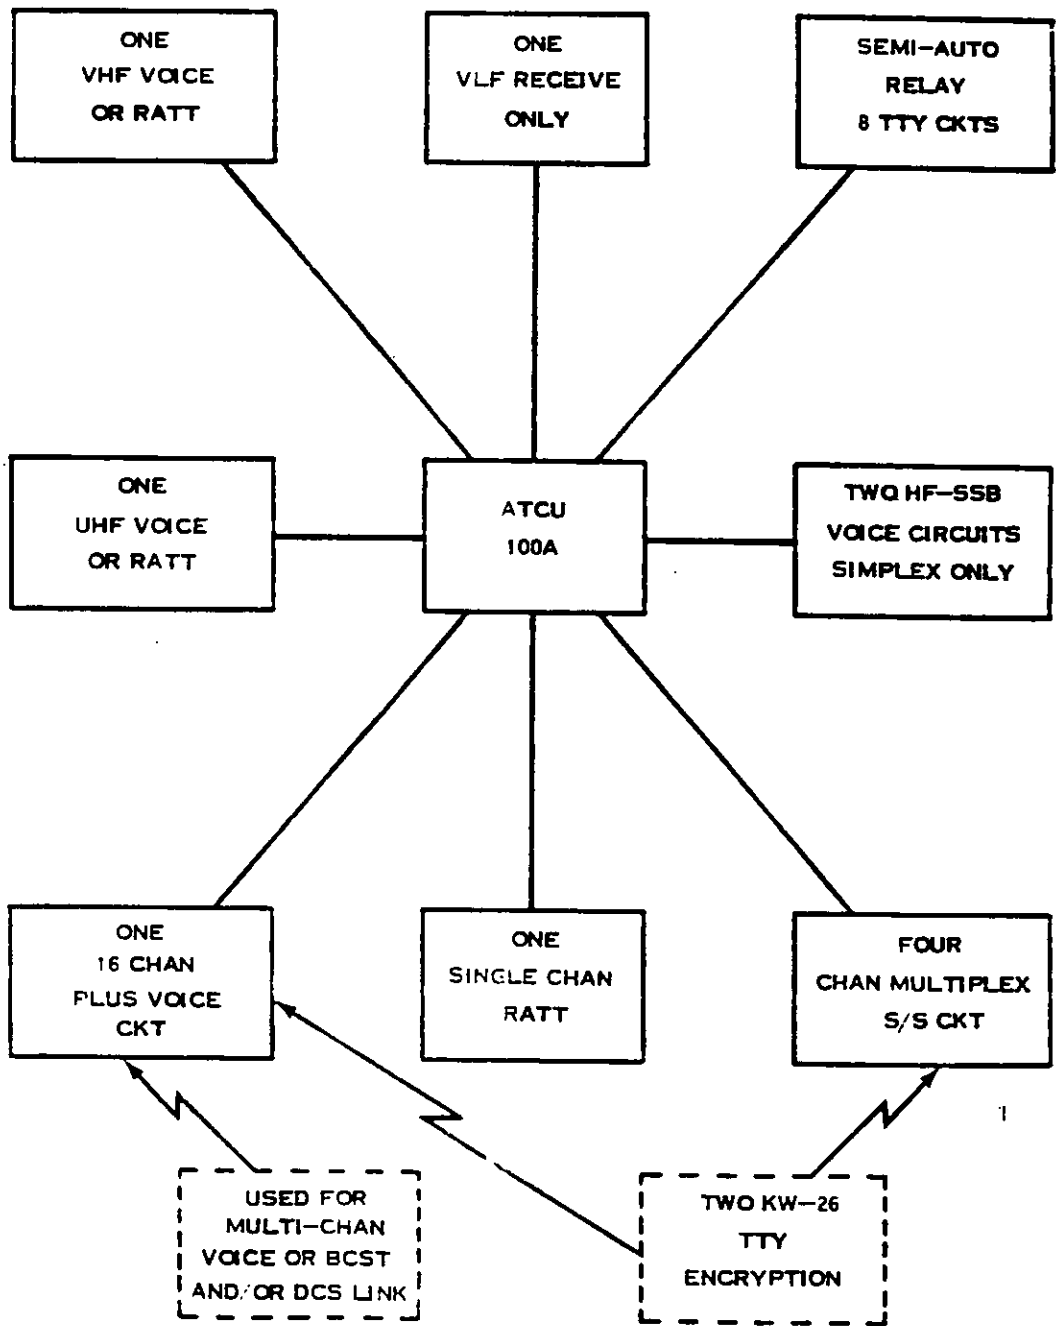 ONE
VHF VOICE
OR RATT
ONE
VLF RECEIVE
ONLY
SEMI-AUTO
RELAY
8 TTY CKTS
ONE
UHF VOICE
OR RATT
ATCU
100A
TWO HF-SSB
VOICE CIRCUITS
SIMPLEX ONLY
ONE
16 CHAN
PLUS VOICE
CKT
ONE
SINGLE CHAN
RATT
FOUR
CHAN MULTIPLEX
S/S CKT
USED FOR
MULTI-CHAN
VOICE OR BCST
AND/OR DCS LINK
TWO KW-26
TTY
ENCRYPTION